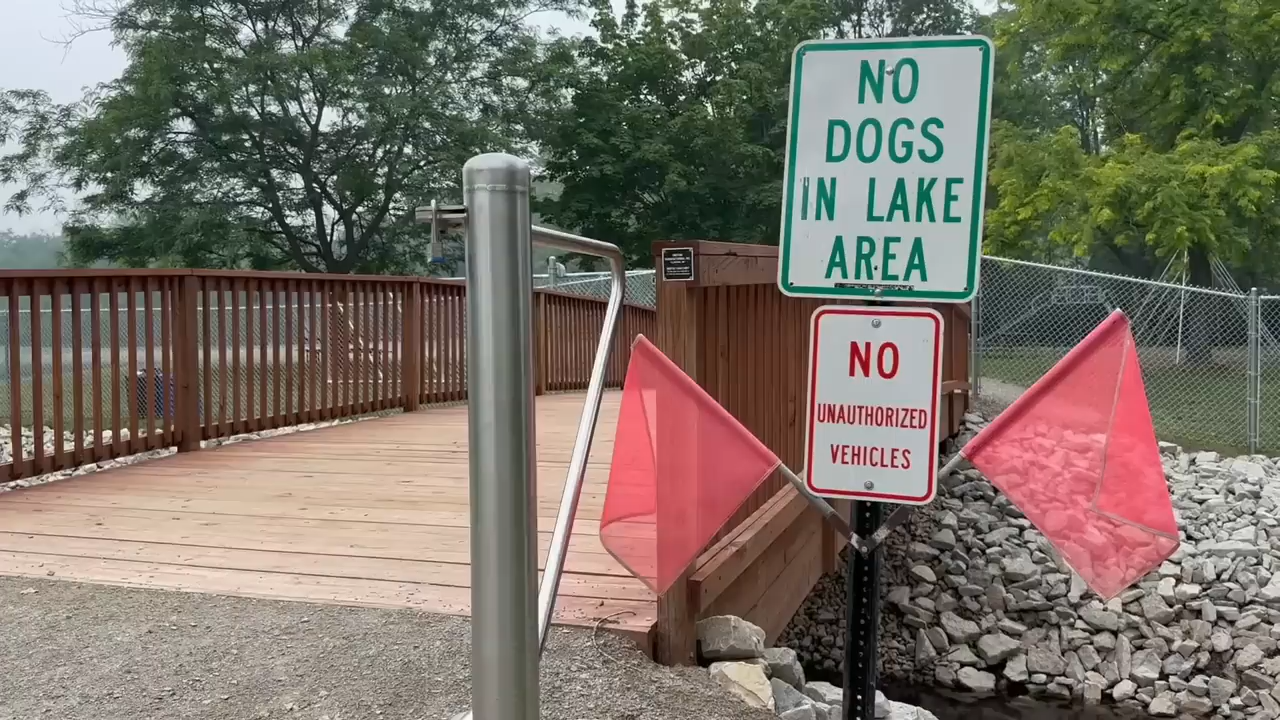 NO
DOGS
IN LAKE
AREA
NO
UNAUTHORIZED
VEHICLES